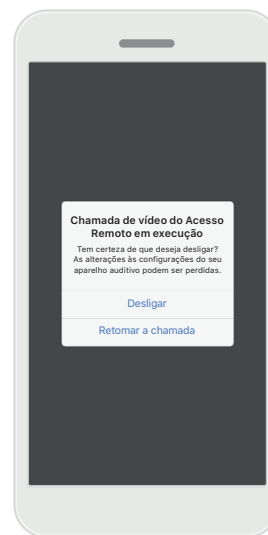 Chamada de vídeo do Acesso
Remoto em execução
Tem certeza de que deseja desligar?
As alterações às configurações do seu
aparelho auditivo podem ser perdidas.
Desligar
Retomar a chamada